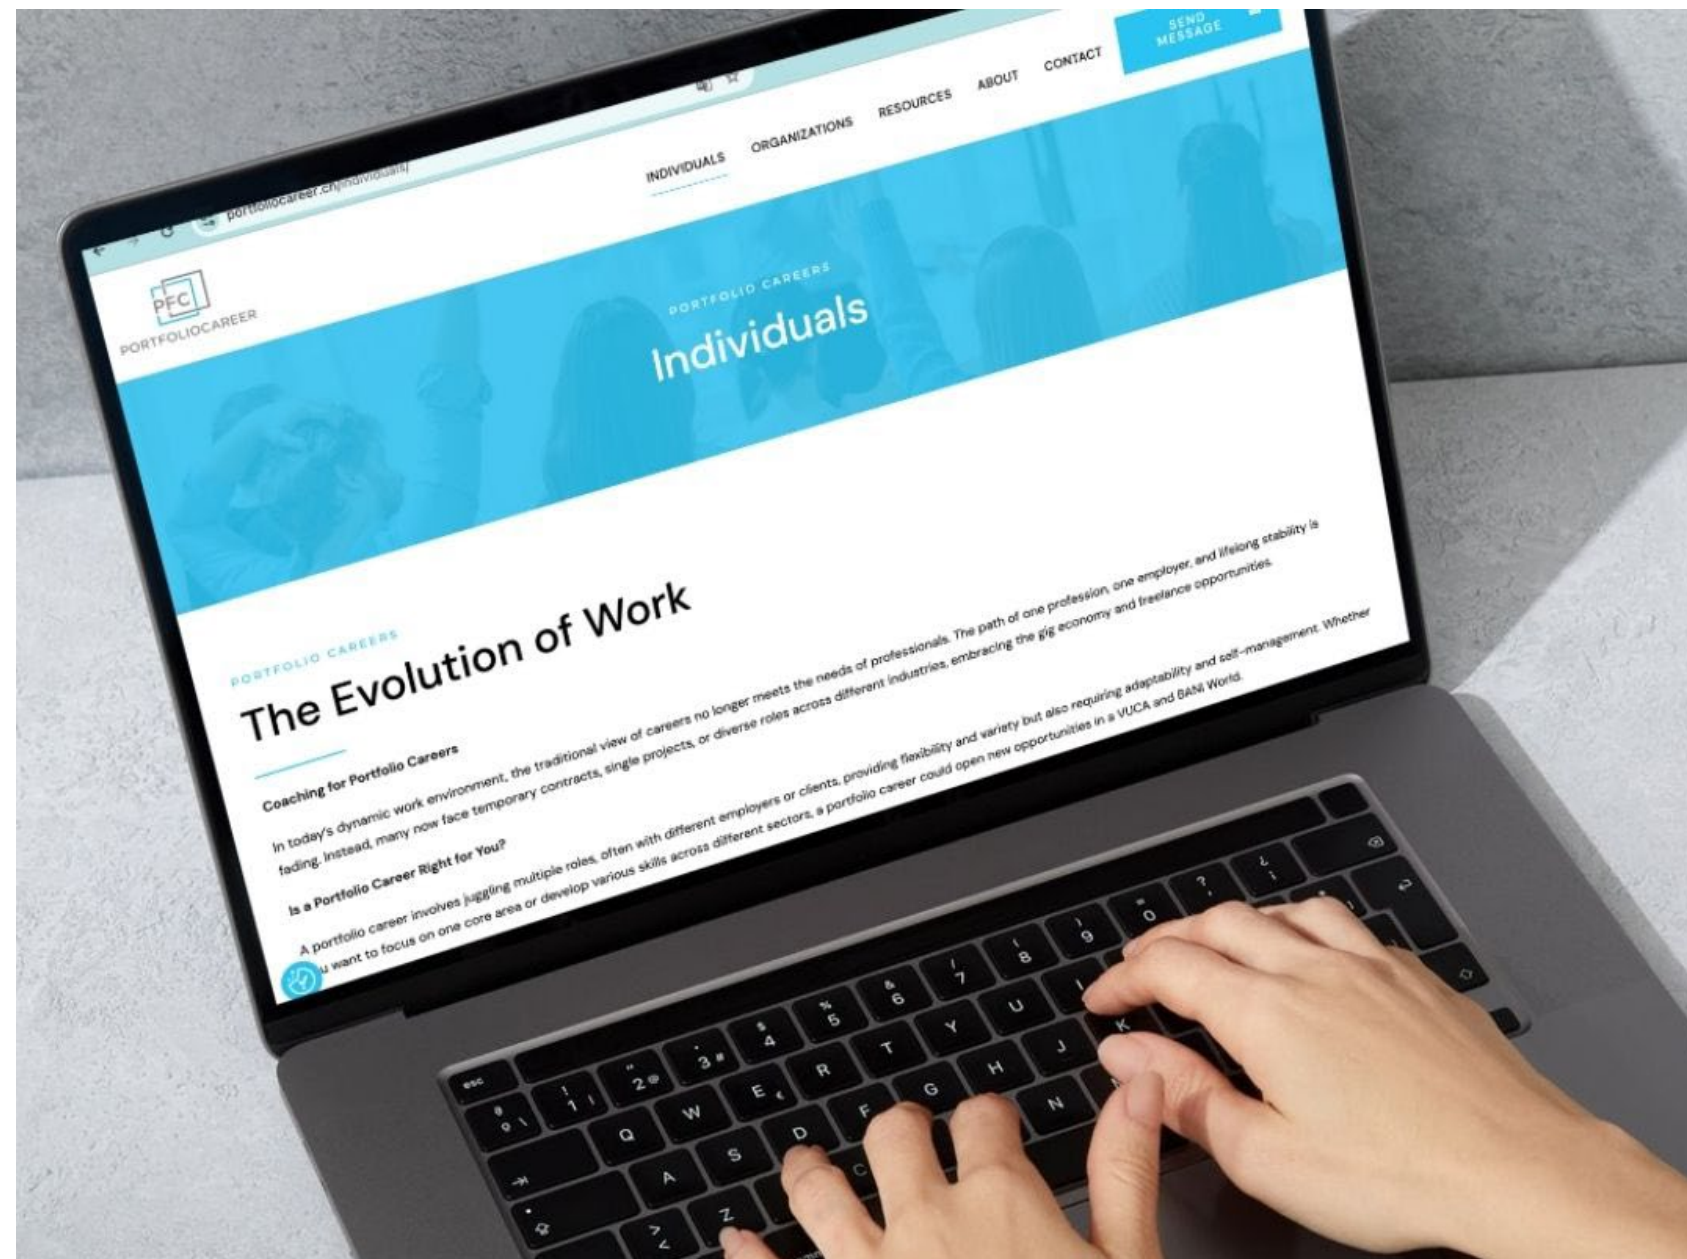 portfoliocareer.ch/individuals/
SEND
MESSAGE
INDIVIDUALS
ORGANIZATIONS
RESOURCES
ABOUT
CONTACT
PFC
PORTFOLIOCAREER
PORTFOLIO CAREERS
Individuals
PORTFOLIO CAREERS
The Evolution of Work
Coaching for Portfolio Careers
In today's dynamic work environment, the traditional view of careers no longer meets the needs of professionals. The path of one profession, one employer, and lifelong stability is
fading. Instead, many now face temporary contracts, single projects, or diverse roles across different industries, embracing the gig economy and freelance opportunities.
Is a Portfolio Career Right for You?
A portfolio career involves juggling multiple roles, often with different employers or clients, providing flexibility and variety but also requiring adaptability and self-management. Whether
want to focus on one core area or develop various skills across different sectors, a portfolio career could open new opportunities in a VUCA and BANI World.
esc
1 2 @ 3 # 4 5 6 7 8 9 0
Q W E € R T Y U I
A S D F G H J K
Z C N